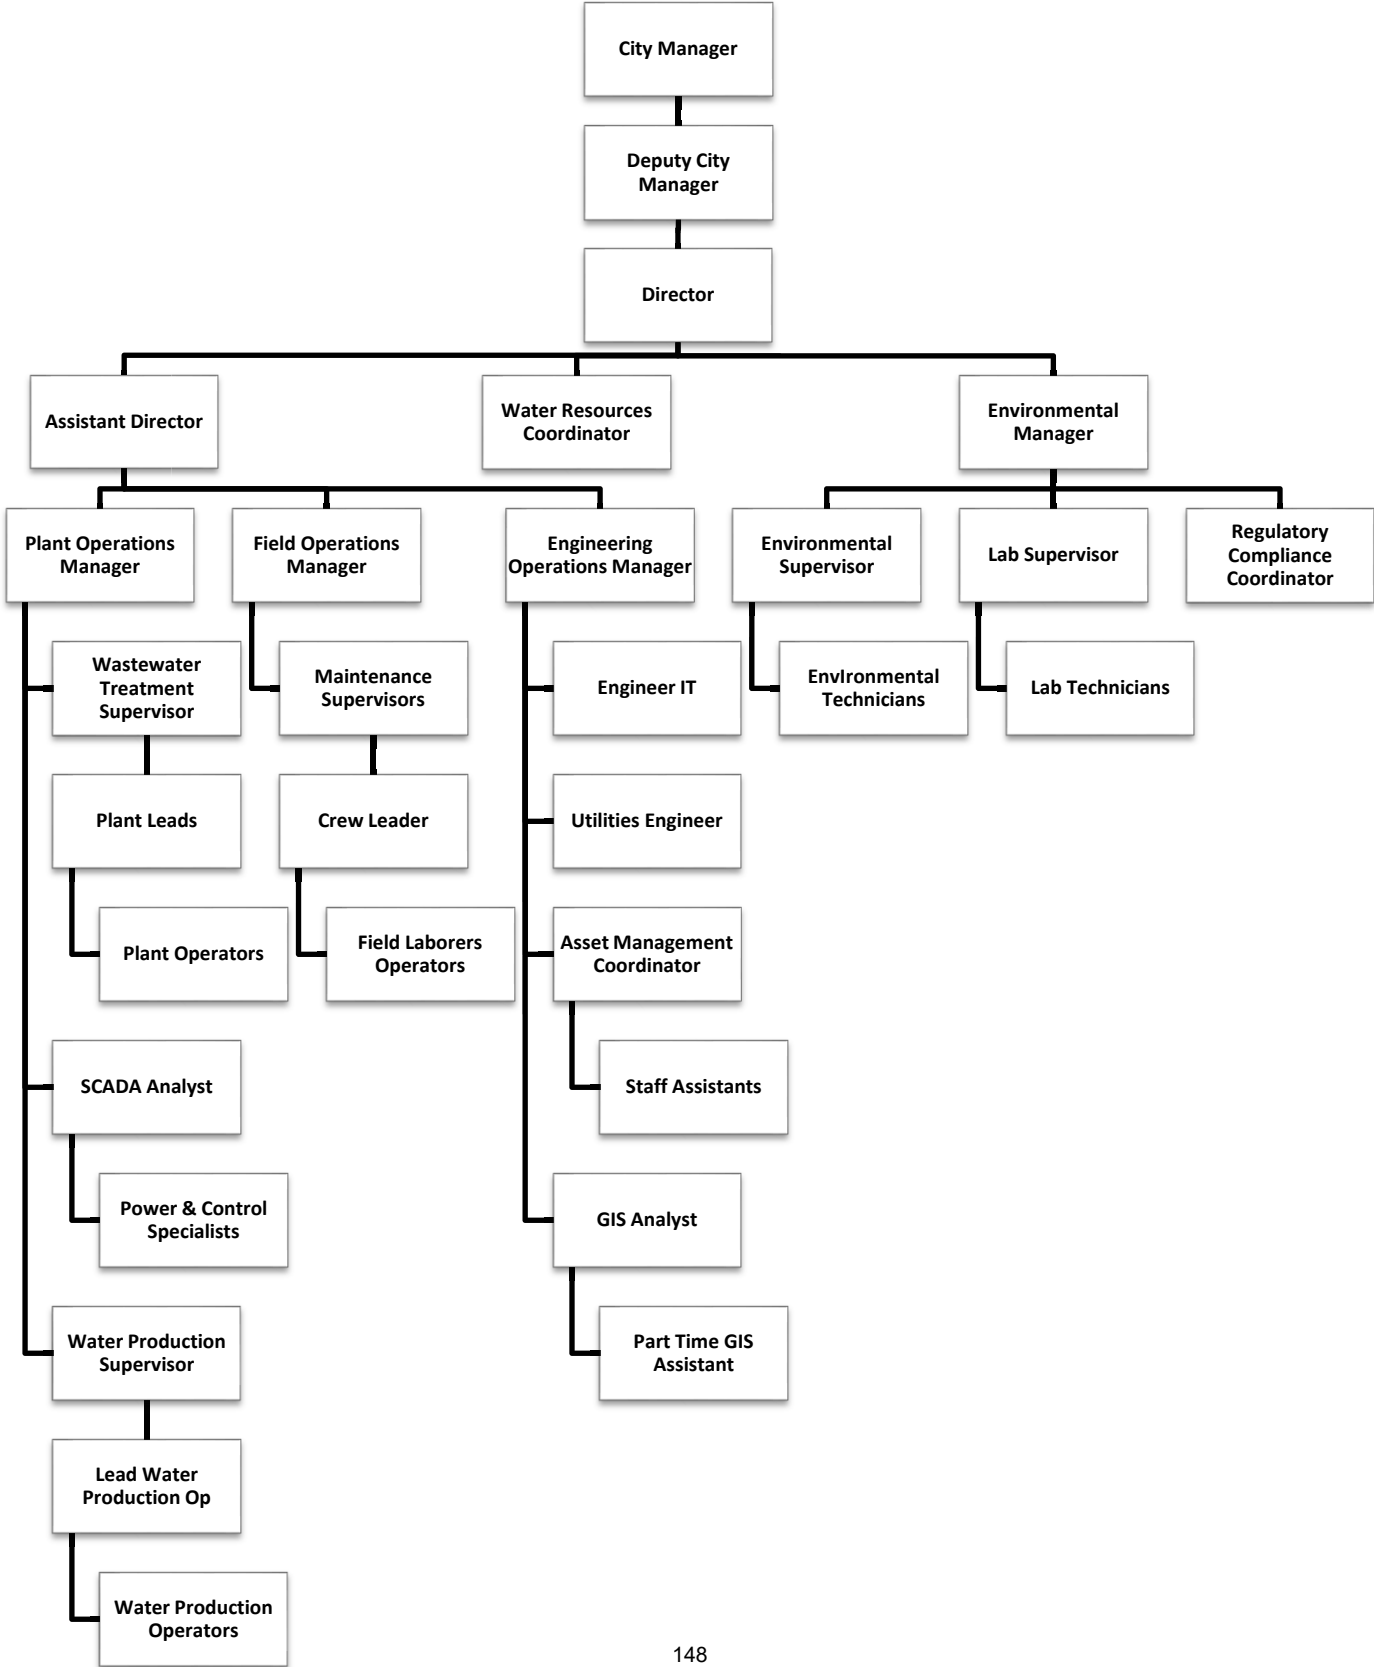 City Manager
Deputy City
Manager
Director
Assistant Director
Water Resources
Coordinator
Environmental
Manager
Plant Operations
Manager
Field Operations
Manager
Engineering
Operations Manager
Environmental
Supervisor
Lab Supervisor
Regulatory
Compliance
Coordinator
Wastewater
Treatment
Supervisor
Maintenance
Supervisors
Engineer IT
EnvIronmental
Technicians
Lab Technicians
Plant Leads
Crew Leader
Utilities Engineer
Plant Operators
Field Laborers
Operators
Asset Management
Coordinator
SCADA Analyst
Staff Assistants
Power & Control
Specialists
GIS Analyst
Water Production
Supervisor
Part Time GIS
Assistant
Lead Water
Production Op
Water Production
Operators
148